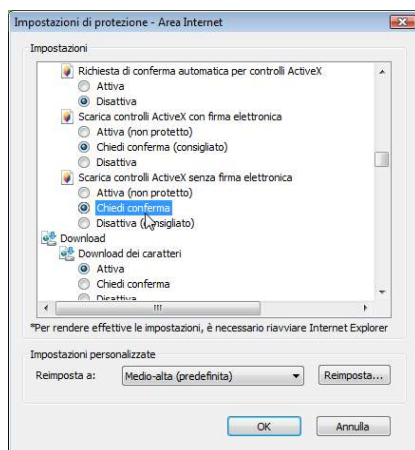 Impostazioni di protezione - Area Internet
Impostazioni
Richiesta di conferma automatica per controlli ActiveX
Attiva
Disattiva
Scarica controlli ActiveX con firma elettronica
Attiva (non protetto)
Chiedi conferma (consigliato)
Disattiva
Scarica controlli ActiveX senza firma elettronica
Attiva (non protetto)
Chiedi conferma
Disattiva (consigliato)
Download
Download dei caratteri
Attiva
Chiedi conferma
Disattiva
*Per rendere effettive le impostazioni, è necessario riavviare Internet Explorer
Impostazioni personalizzate
Reimposta a: Medio-alta (predefinita) Reimposta...
OK Annulla